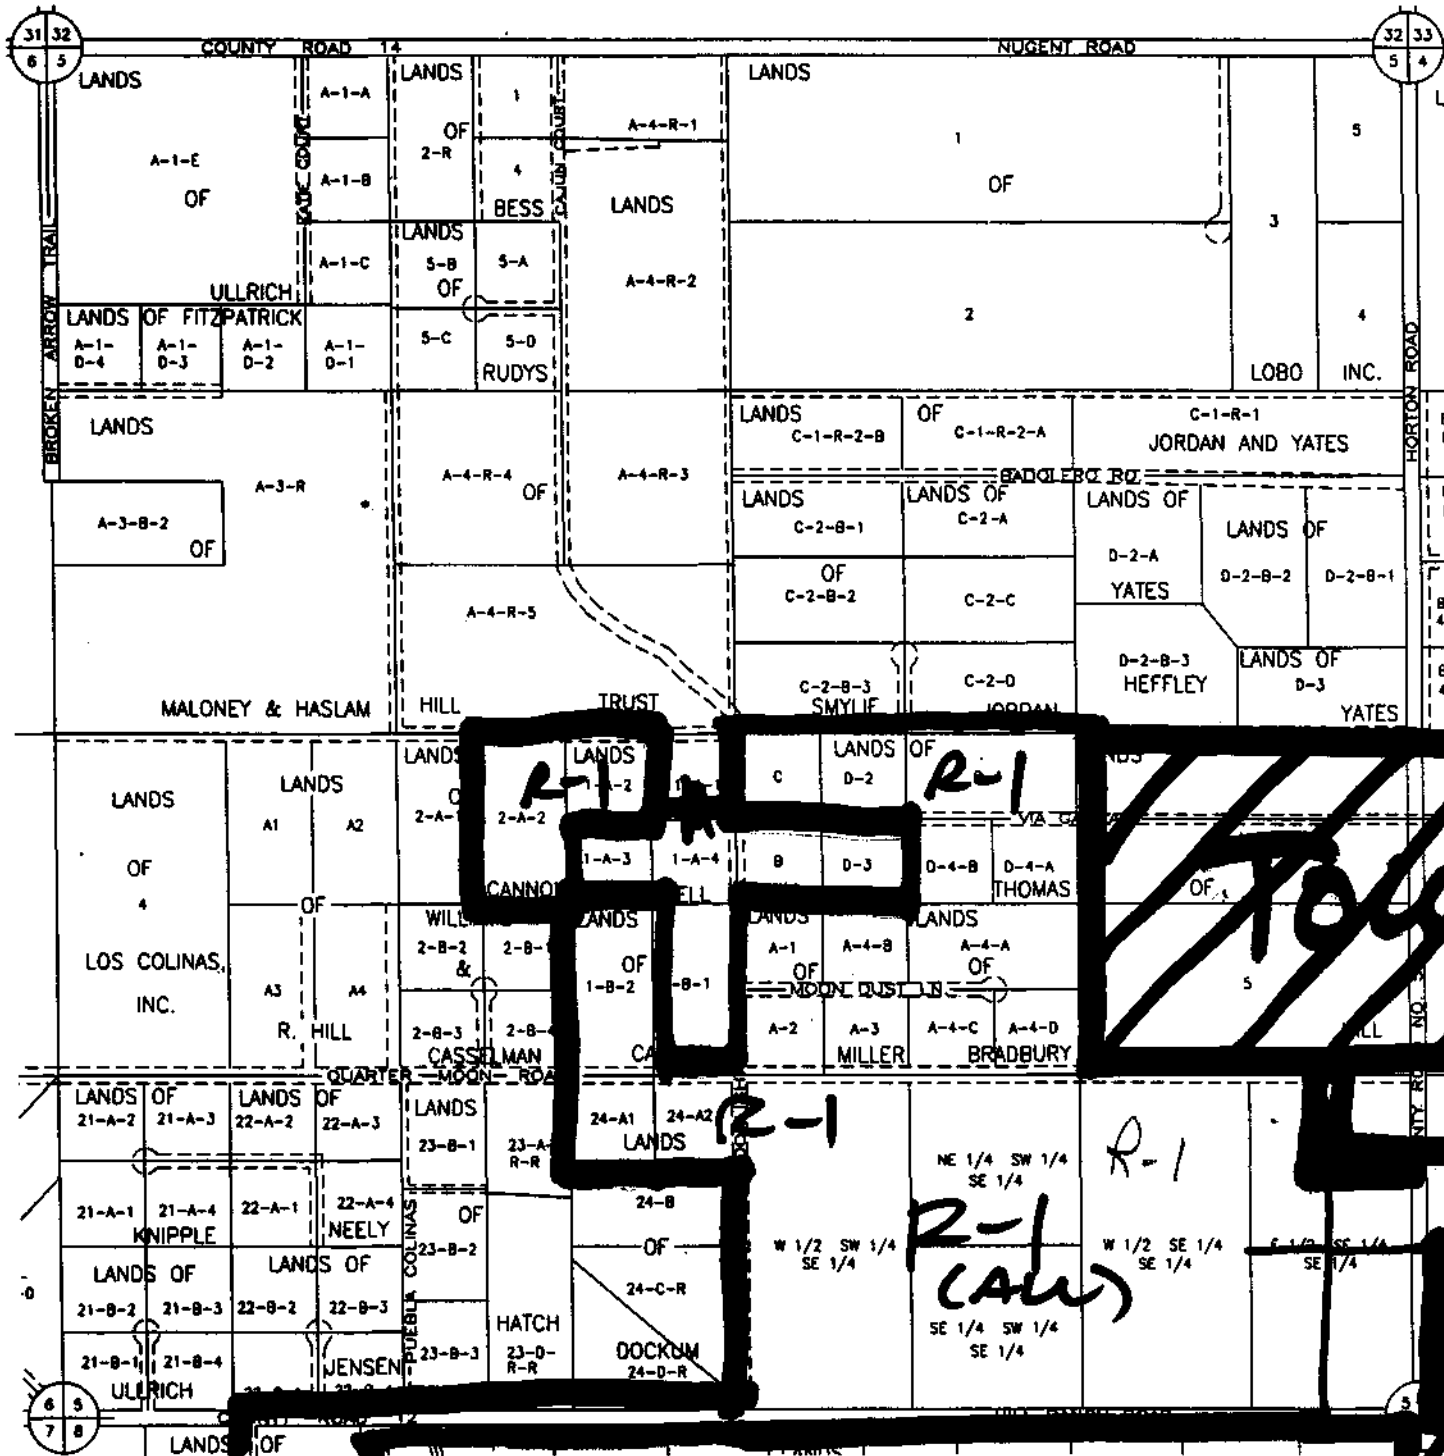 31 32
6 5
COUNTY ROAD 14
NUGENT ROAD
32 33
5 4
LANDS
A-1-E
OF
ULLRICH
A-1-A
A-1-B
A-1-C
LANDS
OF
2-R
1
4
BESS
CAJUN COURT
A-4-R-1
LANDS
A-4-R-2
LANDS
1
OF
2
3
5
4
LOBO INC.
BROKEN ARROW TRAIL
HORTON ROAD
LANDS OF FITZPATRICK
A-1-D-4
A-1-D-3
A-1-D-2
A-1-D-1
LANDS
5-B
OF
5-A
5-C
5-D
RUDYS
LANDS
A-3-R
A-3-B-2
OF
MALONEY & HASLAM
A-4-R-4
OF
A-4-R-3
A-4-R-5
HILL TRUST
LANDS OF
C-1-R-2-B
C-1-R-2-A
C-1-R-1
JORDAN AND YATES
BADOLERO RD
LANDS
C-2-B-1
OF
C-2-B-2
C-2-B-3
SMYLIE
LANDS OF
C-2-A
C-2-C
C-2-D
JORDAN
LANDS OF
D-2-A
YATES
LANDS OF
D-2-B-2
D-2-B-1
D-2-B-3
HEFFLEY
LANDS OF
D-3
YATES
LANDS
OF
4
LOS COLINAS,
INC.
LANDS
A1
A2
OF
A3
A4
R. HILL
LANDS
2-A-1
R-1
2-A-2
LANDS
1-A-2
1-A-3
1-A-4
LANDS OF
C
D-2
R-1
B
D-3
D-4-B
D-4-A
THOMAS
OF
5
2-B-2
&
2-B-3
CASSELMAN
LANDS
OF
1-B-2
-B-1
LANDS
A-1
A-4-B
OF
LANDS
A-4-A
OF
MOON DUST LN
A-2
A-3
MILLER
A-4-C
A-4-D
BRADBURY
QUARTER MOON ROAD
LANDS OF
21-A-2
21-A-3
21-A-1
21-A-4
KNIPPLE
LANDS OF
22-A-2
22-A-3
22-A-1
22-A-4
NEELY
LANDS OF
21-B-2
21-B-3
21-B-1
21-B-4
ULLRICH
LANDS OF
22-B-2
22-B-3
JENSEN
PUEBLA COLINAS
LANDS
23-B-1
OF
23-B-2
23-B-3
HATCH
23-D-
R-R
24-A1
24-A2
LANDS
R-1
24-B
OF
24-C-R
DOCKUM
24-D-R
NE 1/4 SW 1/4
SE 1/4
R-1
R-1
(ALL)
W 1/2 SW 1/4
SE 1/4
W 1/2 SE 1/4
SE 1/4
SE 1/4 SW 1/4
SE 1/4
6 5
7 8
5
LANDS OF